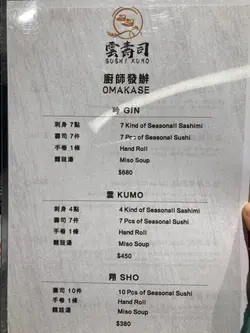 雲壽司
SUSHI KUMO
廚師發辦
OMAKASE
吟 GIN
刺身 7點 7 Kind of Seasonall Sashimi
壽司 7件 7 Pcs of Seasonal Sushi
手卷 1條 Hand Roll
麵豉湯 Miso Soup
$680
雲 KUMO
刺身 4點 4 Kind of Seasonall Sashimi
壽司 7件 7 Pcs of Seasonal Sushi
手卷 1條 Hand Roll
麵豉湯 Miso Soup
$450
翔 SHO
壽司 10件 10 Pcs of Seasonal Sushi
手卷 1條 Hand Roll
麵豉湯 Miso Soup
$380